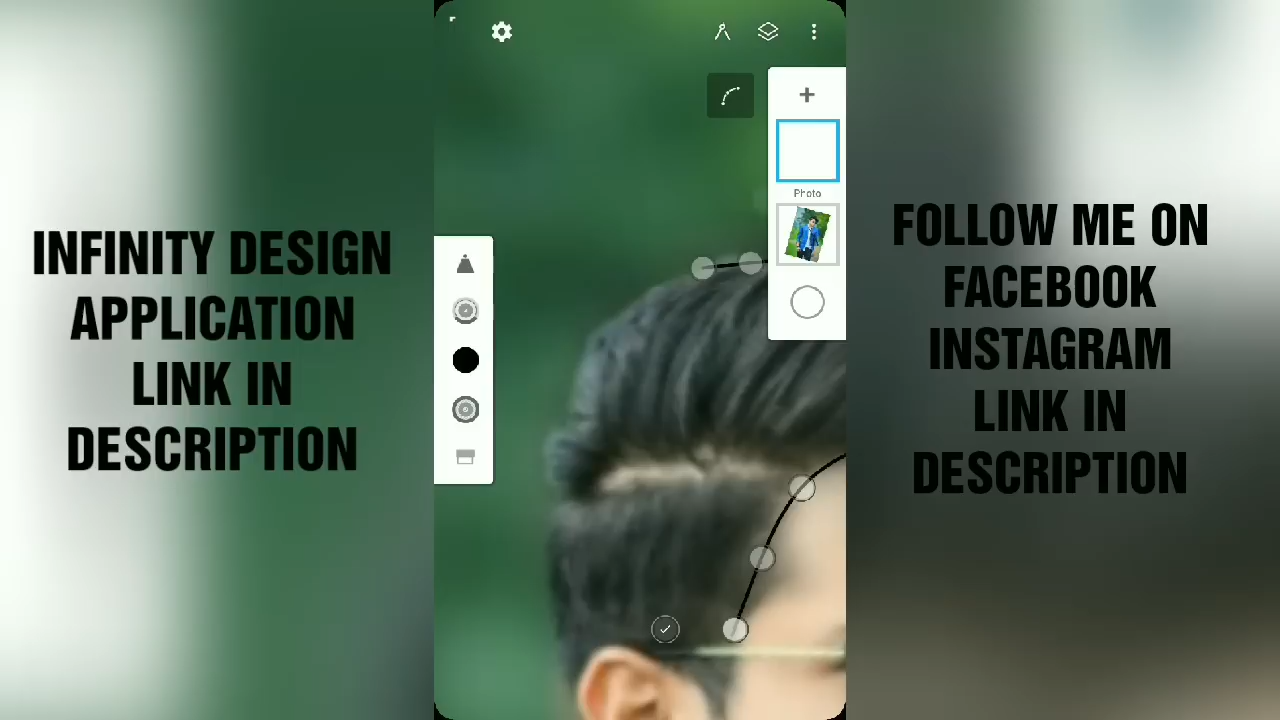 INFINITY DESIGN
APPLICATION
LINK IN
DESCRIPTION
Photo
FOLLOW ME ON
FACEBOOK
INSTAGRAM
LINK IN
DESCRIPTION